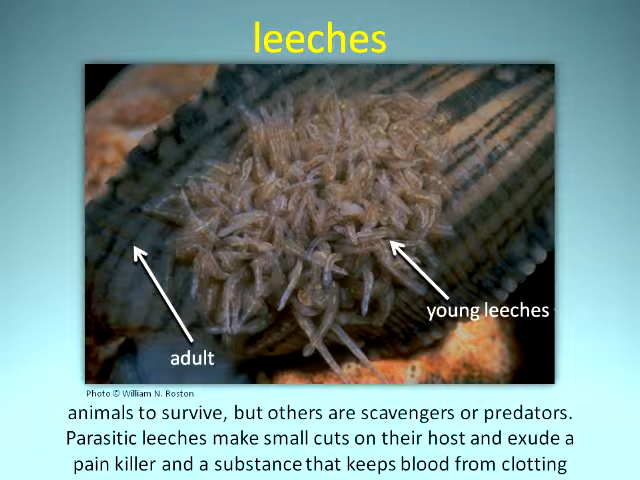 leeches
young leeches
adult
Photo © William N. Roston
animals to survive, but others are scavengers or predators.
Parasitic leeches make small cuts on their host and exude a
pain killer and a substance that keeps blood from clotting